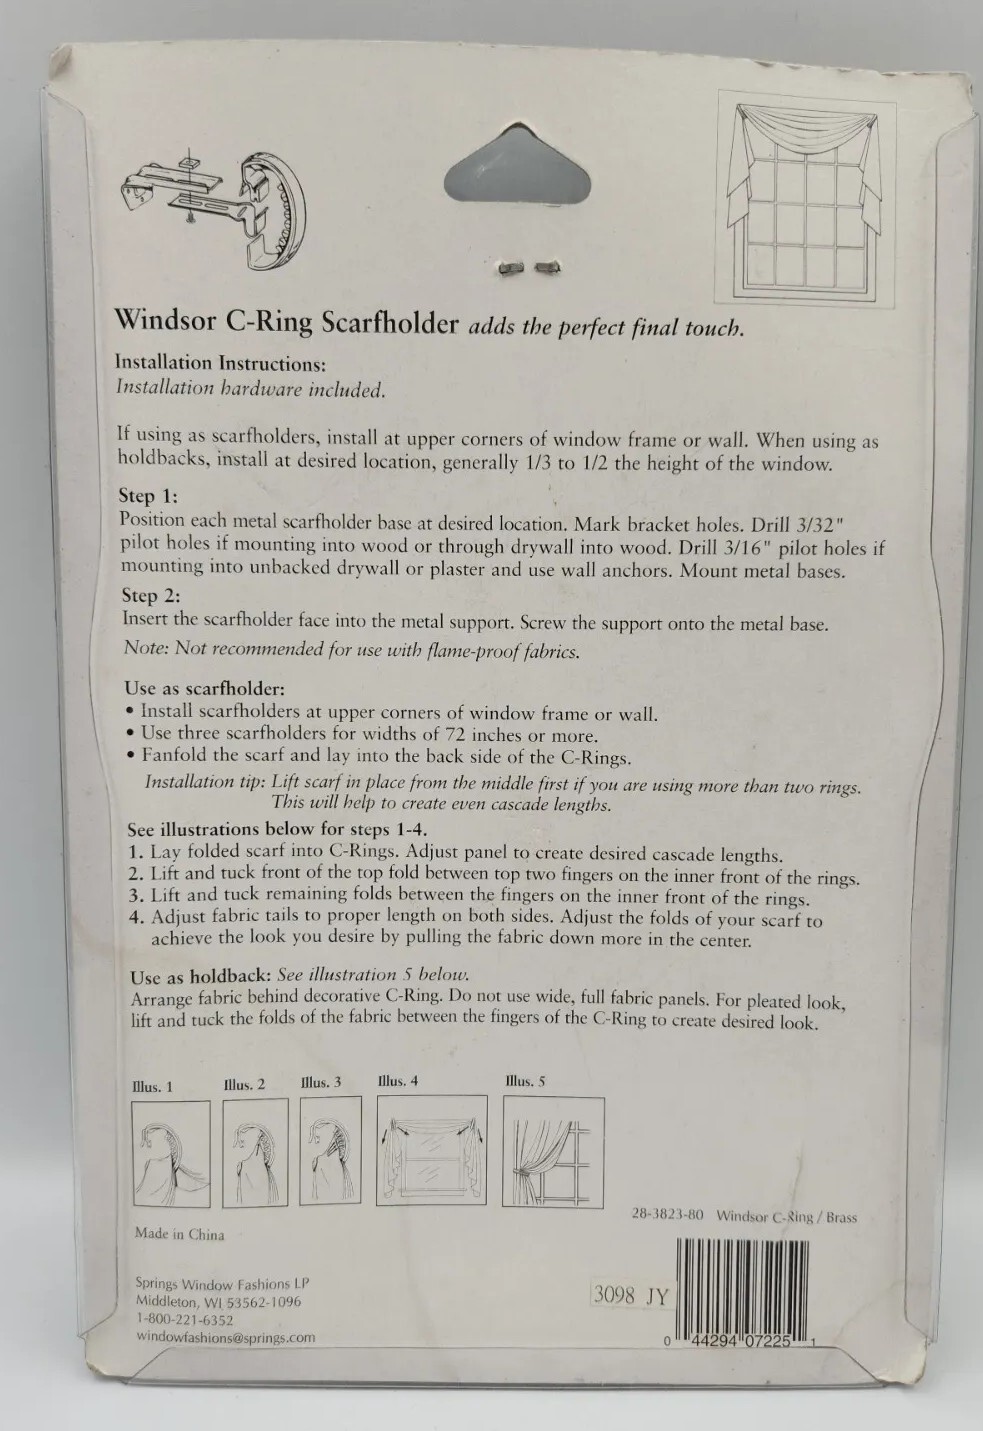 Windsor C-Ring Scarfholder adds the perfect final touch.
Installation Instructions:
Installation hardware included.
If using as scarfholders, install at upper corners of window frame or wall. When using as
holdbacks, install at desired location, generally 1/3 to 1/2 the height of the window.
Step 1:
Position each metal scarfholder base at desired location. Mark bracket holes. Drill 3/32"
pilot holes if mounting into wood or through drywall into wood. Drill 3/16" pilot holes if
mounting into unbacked drywall or plaster and use wall anchors. Mount metal bases.
Step 2:
Insert the scarfholder face into the metal support. Screw the support onto the metal base.
Note: Not recommended for use with flame-proof fabrics.
Use as scarfholder:
• Install scarfholders at upper corners of window frame or wall.
• Use three scarfholders for widths of 72 inches or more.
• Fanfold the scarf and lay into the back side of the C-Rings.
Installation tip: Lift scarf in place from the middle first if you are using more than two rings.
This will help to create even cascade lengths.
See illustrations below for steps 1-4.
1. Lay folded scarf into C-Rings. Adjust panel to create desired cascade lengths.
2. Lift and tuck front of the top fold between top two fingers on the inner front of the rings.
3. Lift and tuck remaining folds between the fingers on the inner front of the rings.
4. Adjust fabric tails to proper length on both sides. Adjust the folds of your scarf to
achieve the look you desire by pulling the fabric down more in the center.
Use as holdback: See illustration 5 below.
Arrange fabric behind decorative C-Ring. Do not use wide, full fabric panels. For pleated look,
lift and tuck the folds of the fabric between the fingers of the C-Ring to create desired look.
Illus. 1 Illus. 2 Illus. 3 Illus. 4 Illus. 5
28-3823-80 Windsor C-Ring / Brass
Made in China
Springs Window Fashions LP
Middleton, WI 53562-1096
1-800-221-6352
windowfashions@springs.com
3098 JY
0 44294 07225 1